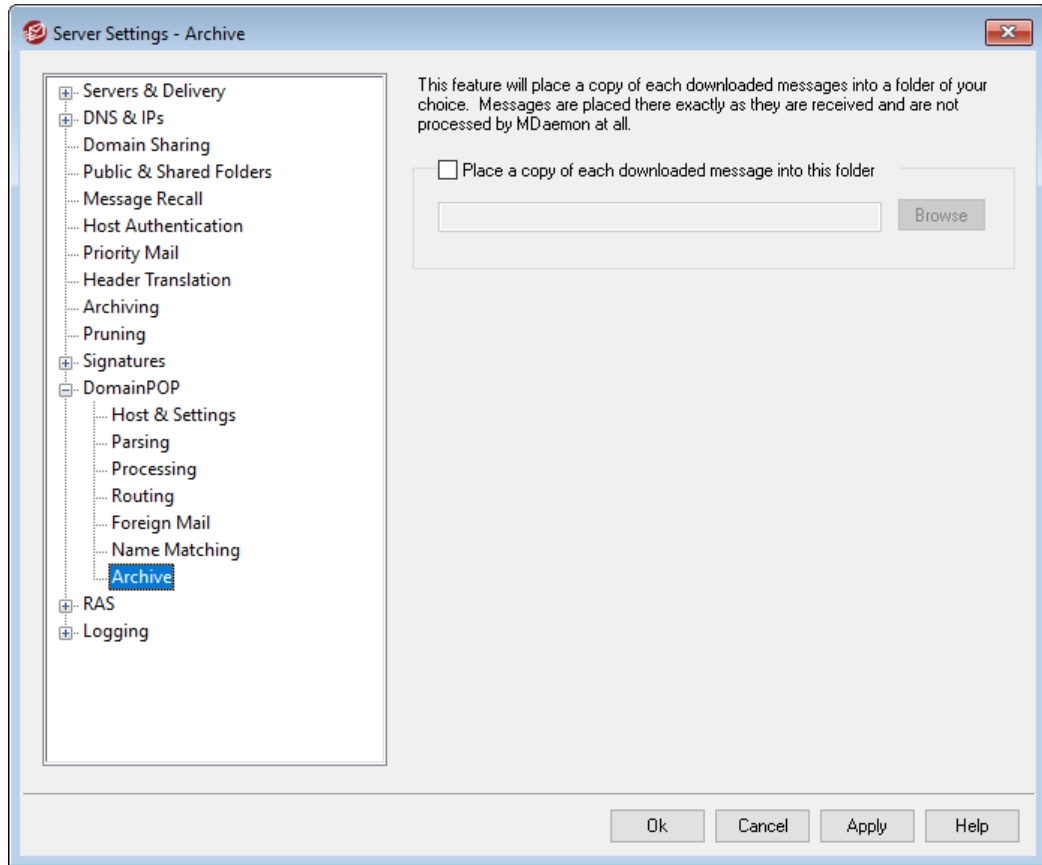 Server Settings - Archive
Servers & Delivery
DNS & IPs
Domain Sharing
Public & Shared Folders
Message Recall
Host Authentication
Priority Mail
Header Translation
Archiving
Pruning
Signatures
DomainPOP
Host & Settings
Parsing
Processing
Routing
Foreign Mail
Name Matching
Archive
RAS
Logging
This feature will place a copy of each downloaded messages into a folder of your
choice. Messages are placed there exactly as they are received and are not
processed by MDaemon at all.
Place a copy of each downloaded message into this folder
Browse
Ok
Cancel
Apply
Help